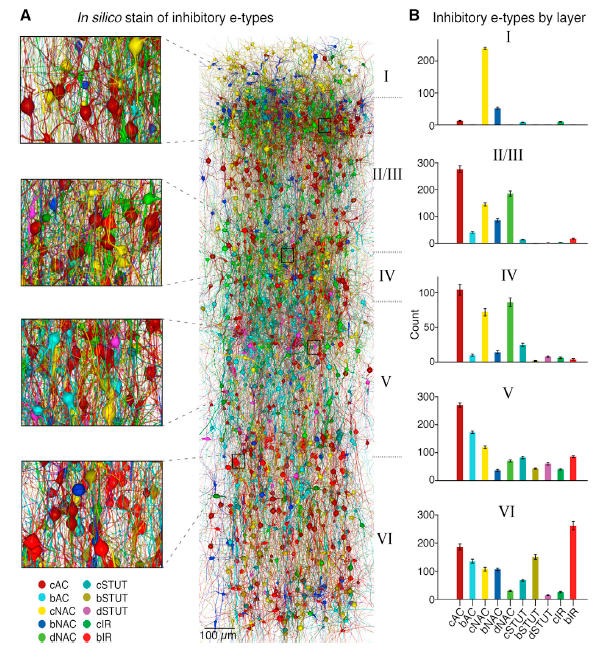 A
In silico stain of inhibitory e-types
B
Inhibitory e-types by layer
I
II/III
IV
V
VI
100 µm
cAC
bAC
cNAC
bNAC
dNAC
cSTUT
bSTUT
dSTUT
cIR
bIR
Count
I
200
100
0
II/III
300
200
100
0
IV
100
50
0
V
300
200
100
0
VI
300
200
100
0
cAC
bAC
cNAC
bNAC
dNAC
cSTUT
bSTUT
dSTUT
cIR
bIR